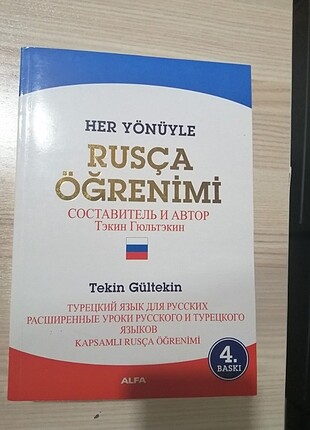 HER YÖNÜYLE
RUSÇA
ÖĞRENİMİ
СОСТАВИТЕЛЬ И АВТОР
Тэкин Гюльтэкин
Tekin Gültekin
ТУРЕЦКИЙ ЯЗЫК ДЛЯ РУССКИХ
РАСШИРЕННЫЕ УРОКИ РУССКОГО И ТУРЕЦКОГО
ЯЗЫКОВ
KAPSAMLI RUSÇA ÖĞRENİMİ
4.
BASKI
ALFA